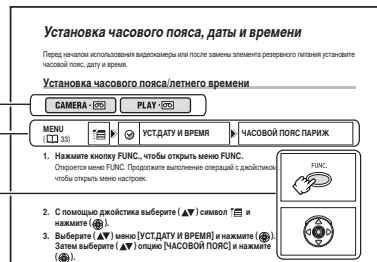 Установка часового пояса, даты и времени
Перед началом использования видеокамеры или после замены элемента резервного питания установите
часовой пояс, дату и время.
Установка часового пояса/летнего времени
CAMERA · PLAY ·
MENU
( 33)
УСТ.ДАТУ И ВРЕМЯ ЧАСОВОЙ ПОЯС ПАРИЖ
1. Нажмите кнопку FUNC., чтобы открыть меню FUNC.
Откроется меню FUNC. Продолжите выполнение операций с джойстиком,
чтобы открыть меню настроек.
FUNC.
2. С помощью джойстика выберите (▲▼) символ и
нажмите ( ).
3. Выберите (▲▼) меню [УСТ.ДАТУ И ВРЕМЯ] и нажмите ( ).
Затем выберите (▲▼) опцию [ЧАСОВОЙ ПОЯС] и нажмите
( ).